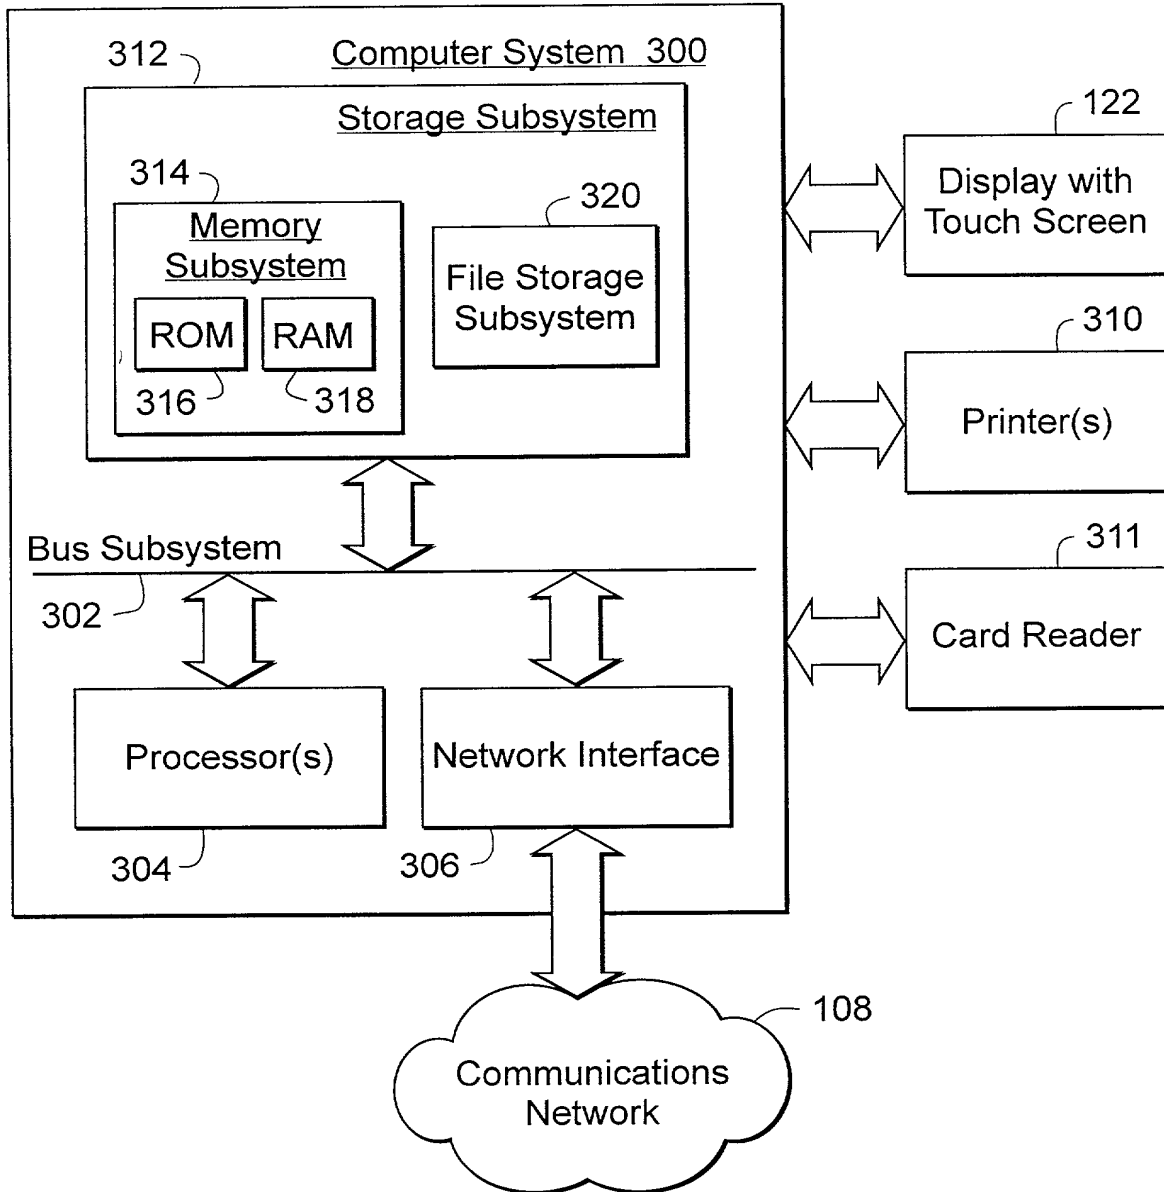 Computer System 300
312
Storage Subsystem
314
Memory
Subsystem
ROM
RAM
316
318
320
File Storage
Subsystem
Bus Subsystem
302
Processor(s)
304
Network Interface
306
122
Display with
Touch Screen
310
Printer(s)
311
Card Reader
108
Communications
Network